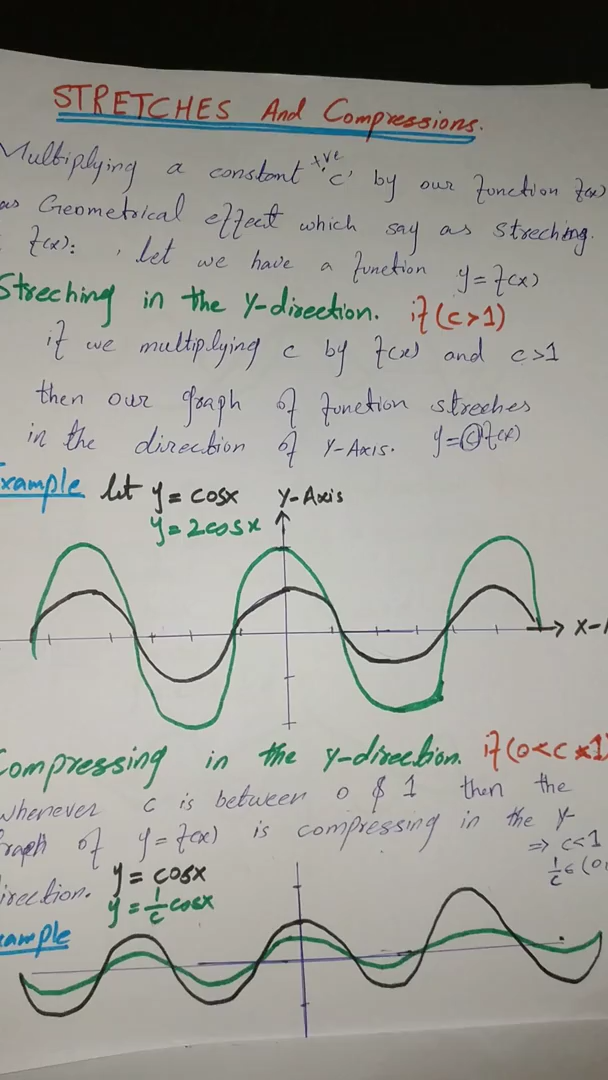 STRETCHES And Compressions.
Multiplying a constant +ve 'c' by our function f(x)
as Geometrical effect which say as streching.
f(x): , let we have a function y = f(x)
Streching in the Y-direction. if (c>1)
if we multiplying c by f(x) and c>1
then our graph of function streches
in the direction of Y-Axis. y=cf(x)
Example let y = cosx Y-Axis
y=2cosx
X-A
Compressing in the y-direction. if (0<c<1)
whenever c is between 0 & 1 then the
graph of y=f(x) is compressing in the y-
⇒ c<1
direction. y = cosx
1/c ∈ (0,
y = 1/c cosx
Example